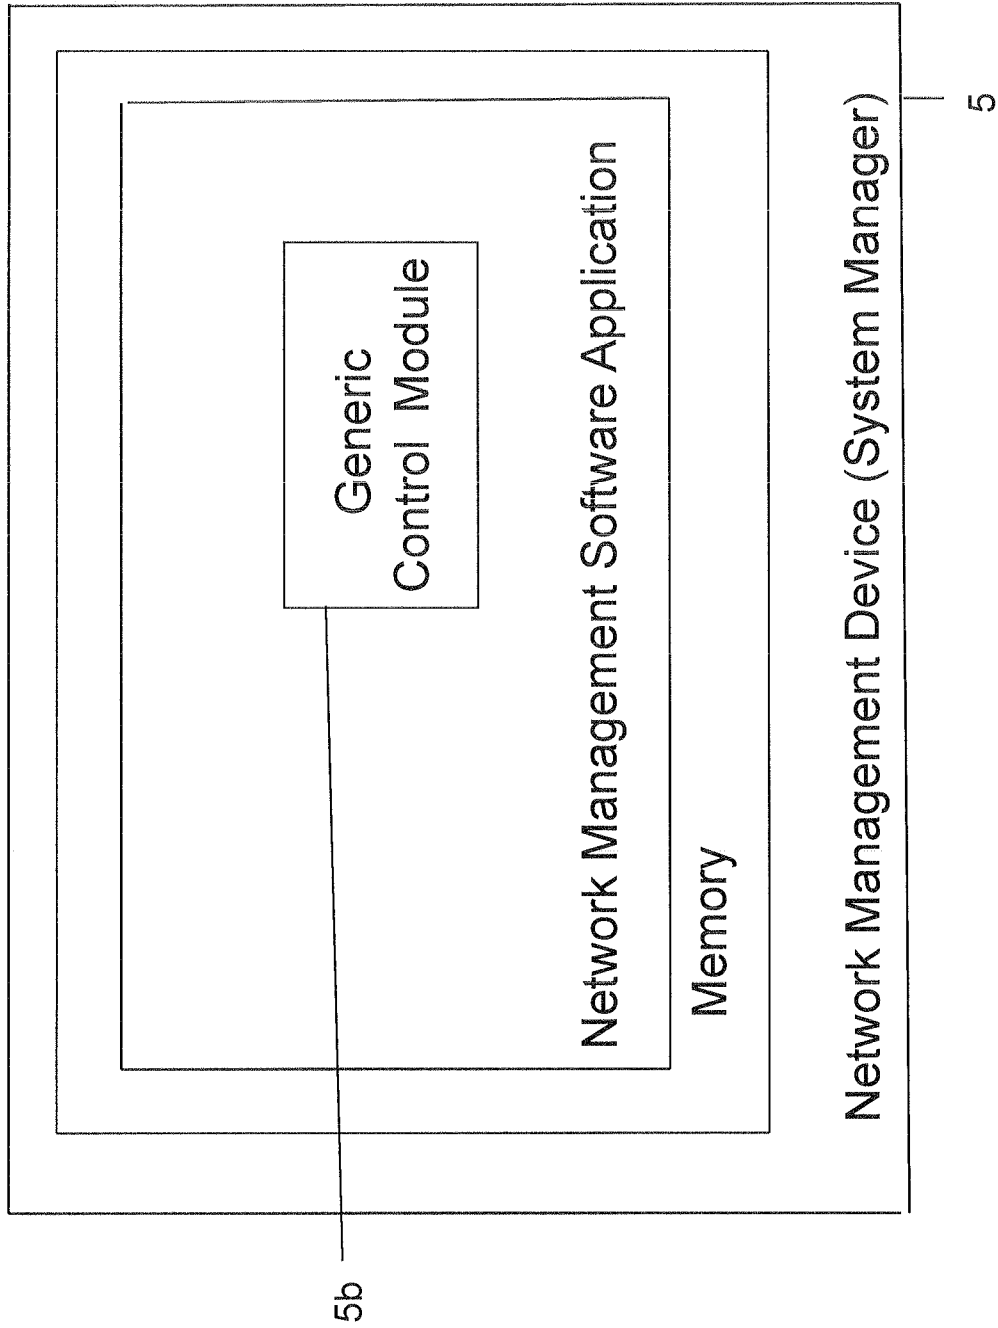 5b
Generic
Control Module
Network Management Software Application
Memory
Network Management Device (System Manager)
5